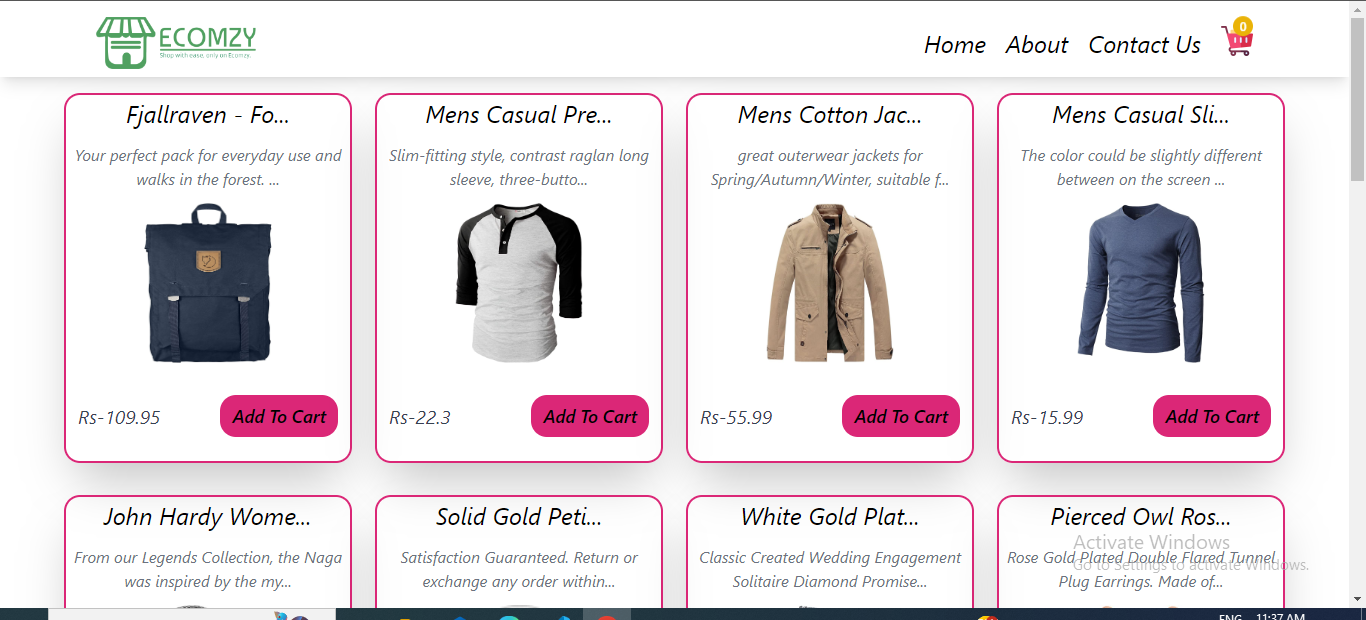 ECOMZY
Shop with ease, only on Ecomzy.
Home About Contact Us 0
Fjallraven - Fo...
Your perfect pack for everyday use and
walks in the forest. ...
Rs-109.95 Add To Cart
Mens Casual Pre...
Slim-fitting style, contrast raglan long
sleeve, three-butto...
Rs-22.3 Add To Cart
Mens Cotton Jac...
great outerwear jackets for
Spring/Autumn/Winter, suitable f...
Rs-55.99 Add To Cart
Mens Casual Sli...
The color could be slightly different
between on the screen ...
Rs-15.99 Add To Cart
John Hardy Wome...
From our Legends Collection, the Naga
was inspired by the my...
Solid Gold Peti...
Satisfaction Guaranteed. Return or
exchange any order within...
White Gold Plat...
Classic Created Wedding Engagement
Solitaire Diamond Promise...
Pierced Owl Ros...
Rose Gold Plated Double Flared Tunnel
Plug Earrings. Made of...
Activate Windows
Go to Settings to activate Windows.
ENG 11:37 AM